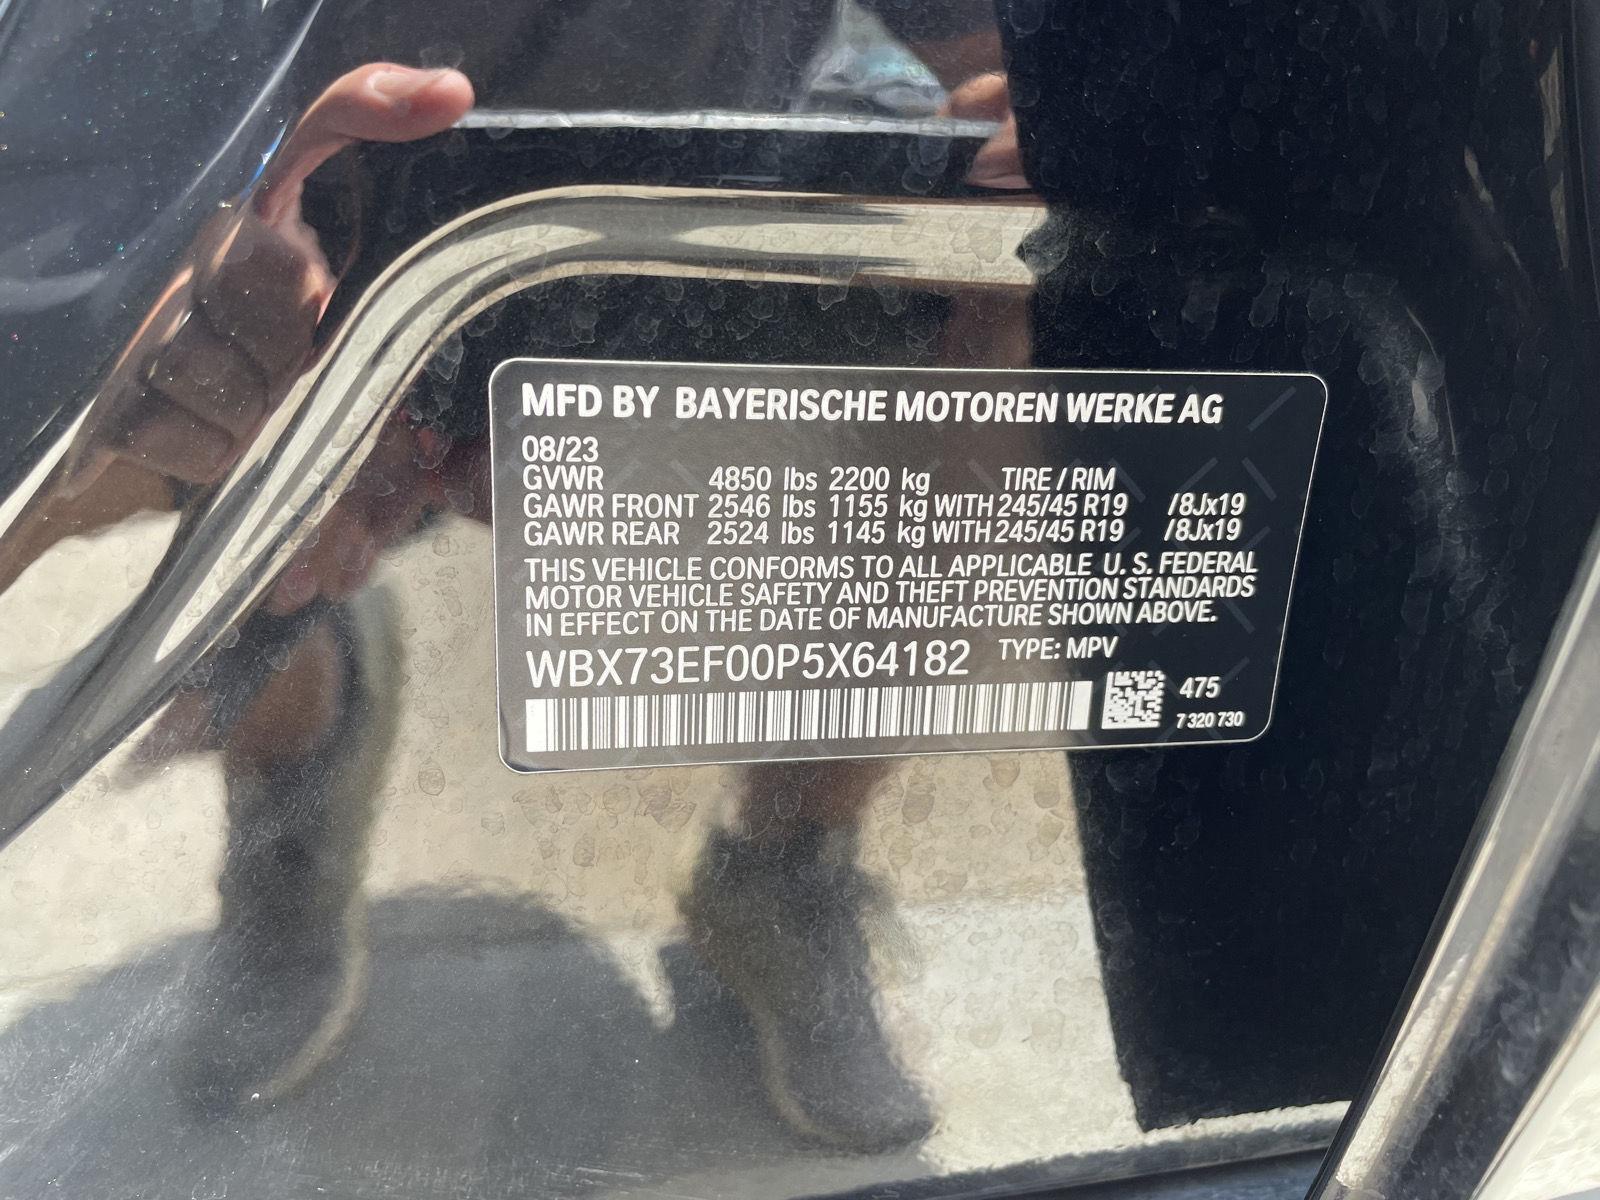 MFD BY BAYERISCHE MOTOREN WERKE AG
08/23
GVWR 4850 lbs 2200 kg TIRE / RIM
GAWR FRONT 2546 lbs 1155 kg WITH 245/45 R19 /8Jx19
GAWR REAR 2524 lbs 1145 kg WITH 245/45 R19 /8Jx19
THIS VEHICLE CONFORMS TO ALL APPLICABLE U. S. FEDERAL
MOTOR VEHICLE SAFETY AND THEFT PREVENTION STANDARDS
IN EFFECT ON THE DATE OF MANUFACTURE SHOWN ABOVE.
WBX73EF00P5X64182 TYPE: MPV
475
7 320 730